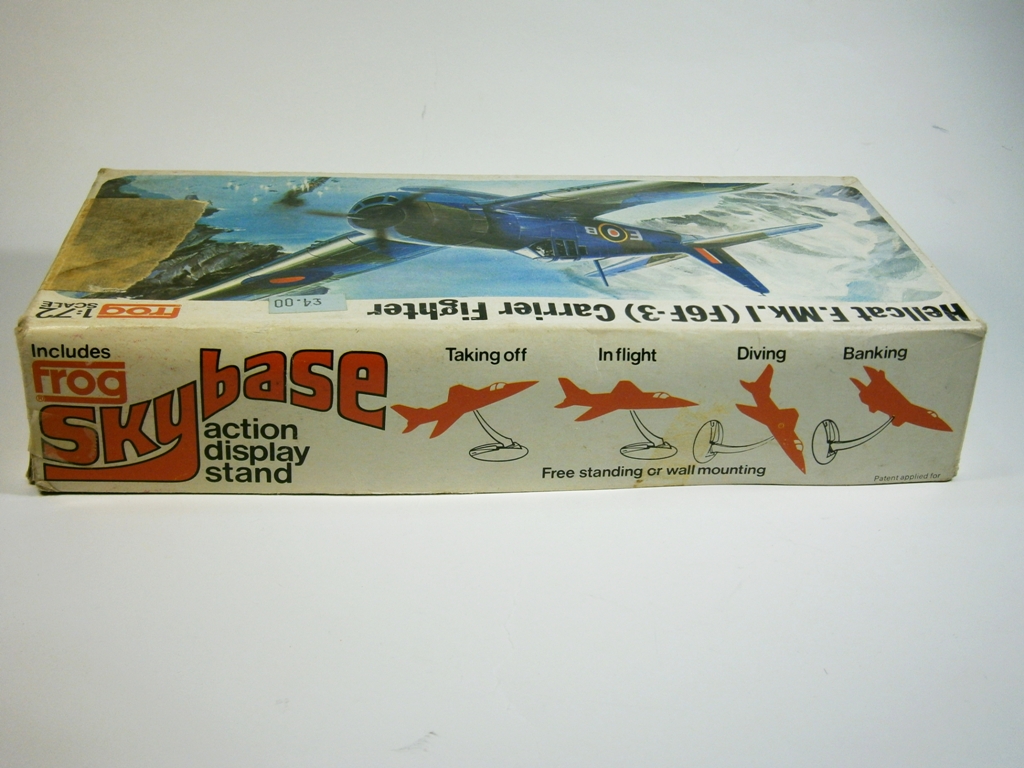 Hellcat F.Mk.I (F6F-3) Carrier Fighter
£4.00
1:72
SCALE
FROG
Includes
Frog
Skybase
action
display
stand
Taking off
In flight
Diving
Banking
Free standing or wall mounting
Patent applied for